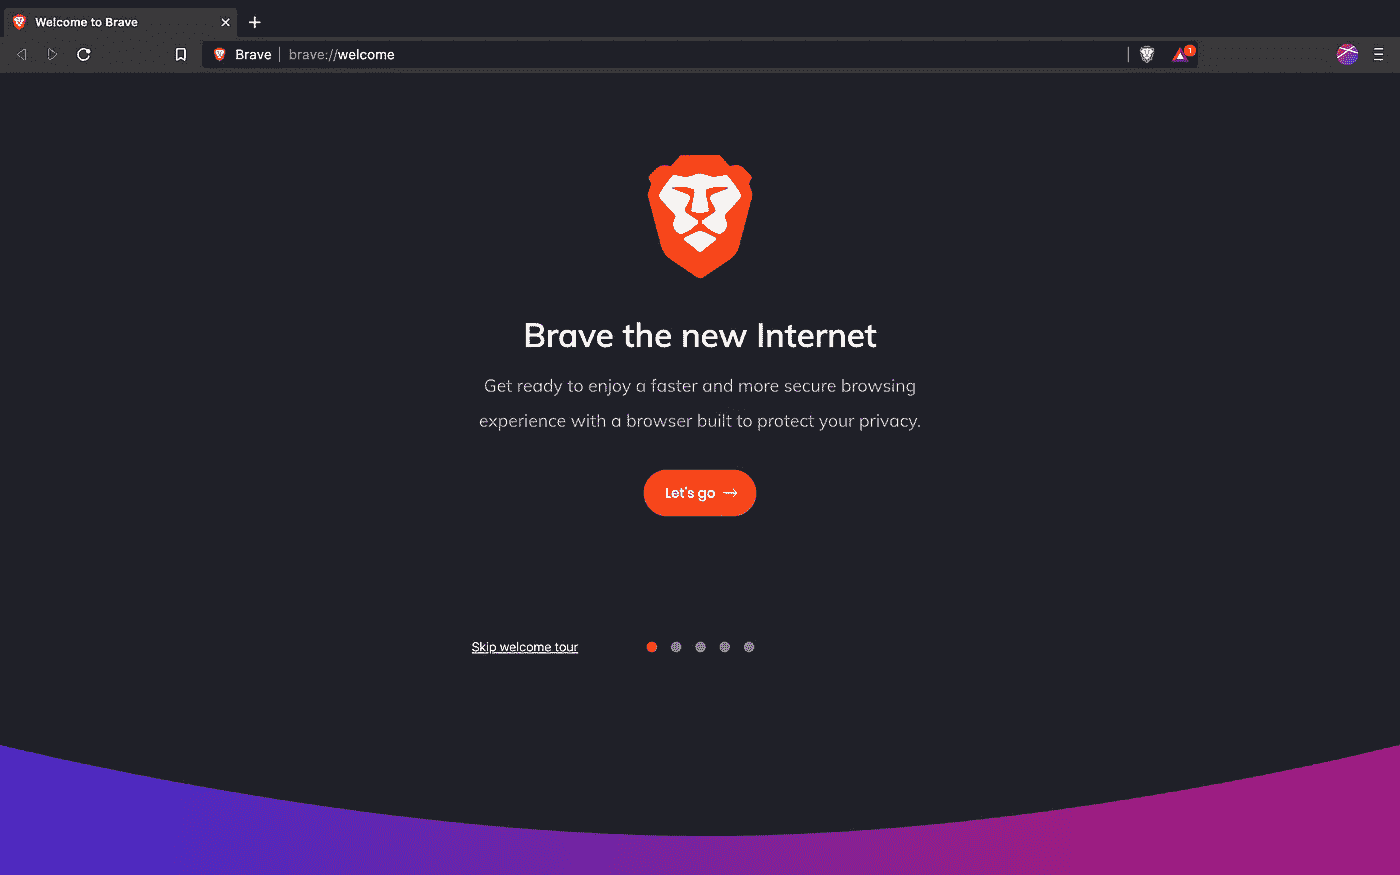 Welcome to Brave
Brave brave://welcome
1
Brave the new Internet
Get ready to enjoy a faster and more secure browsing
experience with a browser built to protect your privacy.
Let's go →
Skip welcome tour